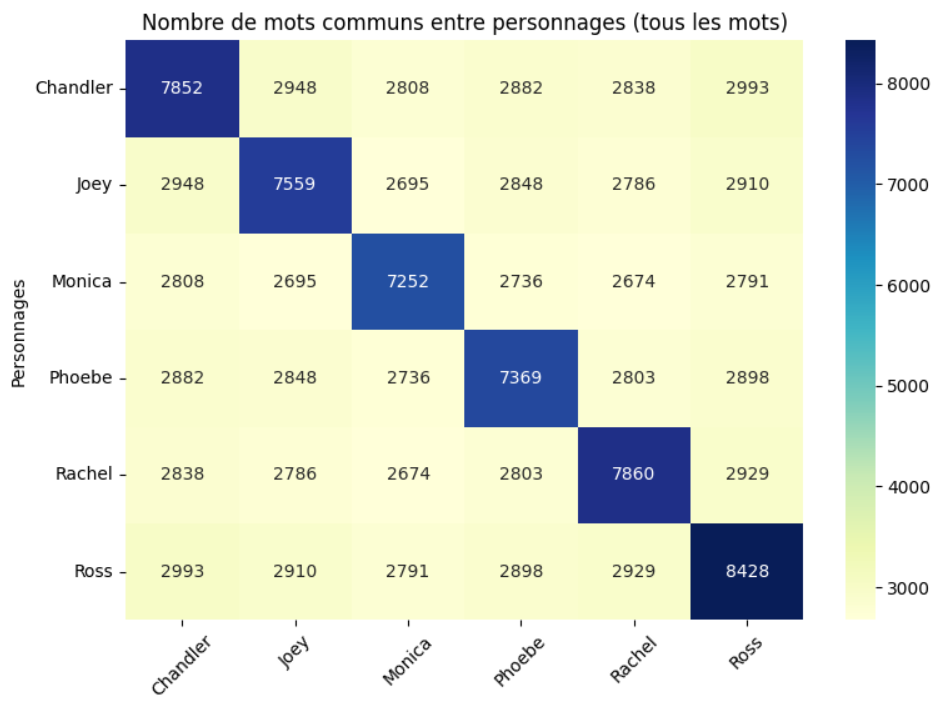 Nombre de mots communs entre personnages (tous les mots)
Personnages
Chandler 7852 2948 2808 2882 2838 2993
Joey 2948 7559 2695 2848 2786 2910
Monica 2808 2695 7252 2736 2674 2791
Phoebe 2882 2848 2736 7369 2803 2898
Rachel 2838 2786 2674 2803 7860 2929
Ross 2993 2910 2791 2898 2929 8428
Chandler Joey Monica Phoebe Rachel Ross
8000
7000
6000
5000
4000
3000